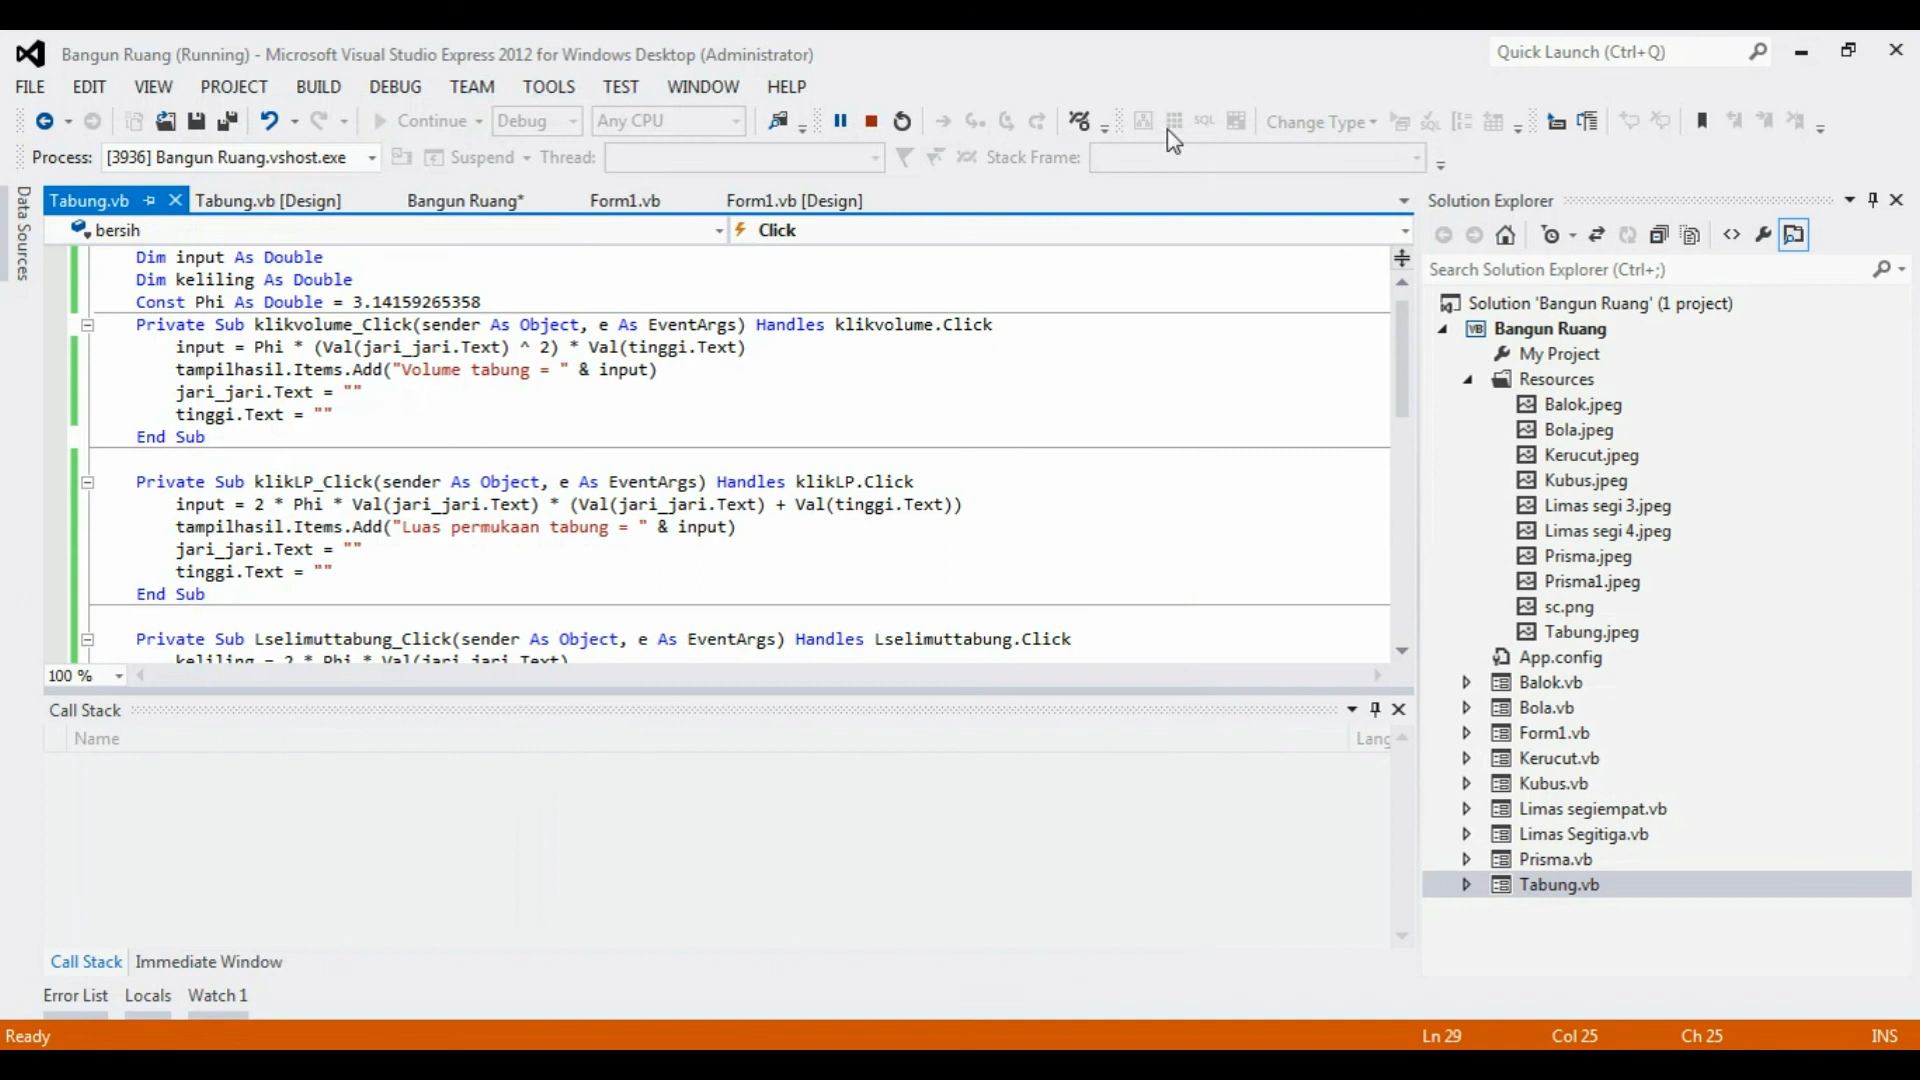 Bangun Ruang (Running) - Microsoft Visual Studio Express 2012 for Windows Desktop (Administrator)
Quick Launch (Ctrl+Q)
FILE EDIT VIEW PROJECT BUILD DEBUG TEAM TOOLS TEST WINDOW HELP
Continue Debug Any CPU SQL Change Type
Process: [3936] Bangun Ruang.vshost.exe Suspend Thread: Stack Frame:
Data Sources
Tabung.vb Tabung.vb [Design] Bangun Ruang* Form1.vb Form1.vb [Design]
bersih Click
Dim input As Double
Dim keliling As Double
Const Phi As Double = 3.14159265358
Private Sub klikvolume_Click(sender As Object, e As EventArgs) Handles klikvolume.Click
input = Phi * (Val(jari_jari.Text) ^ 2) * Val(tinggi.Text)
tampilhasil.Items.Add("Volume tabung = " & input)
jari_jari.Text = ""
tinggi.Text = ""
End Sub
Private Sub klikLP_Click(sender As Object, e As EventArgs) Handles klikLP.Click
input = 2 * Phi * Val(jari_jari.Text) * (Val(jari_jari.Text) + Val(tinggi.Text))
tampilhasil.Items.Add("Luas permukaan tabung = " & input)
jari_jari.Text = ""
tinggi.Text = ""
End Sub
Private Sub Lselimuttabung_Click(sender As Object, e As EventArgs) Handles Lselimuttabung.Click
keliling = 2 * Phi * Val(jari_jari.Text)
100 %
Call Stack
Name Lang
Call Stack Immediate Window
Error List Locals Watch 1
Solution Explorer
Search Solution Explorer (Ctrl+;)
Solution 'Bangun Ruang' (1 project)
VB Bangun Ruang
My Project
Resources
Balok.jpeg
Bola.jpeg
Kerucut.jpeg
Kubus.jpeg
Limas segi 3.jpeg
Limas segi 4.jpeg
Prisma.jpeg
Prisma1.jpeg
sc.png
Tabung.jpeg
App.config
Balok.vb
Bola.vb
Form1.vb
Kerucut.vb
Kubus.vb
Limas segiempat.vb
Limas Segitiga.vb
Prisma.vb
Tabung.vb
Ready Ln 29 Col 25 Ch 25 INS